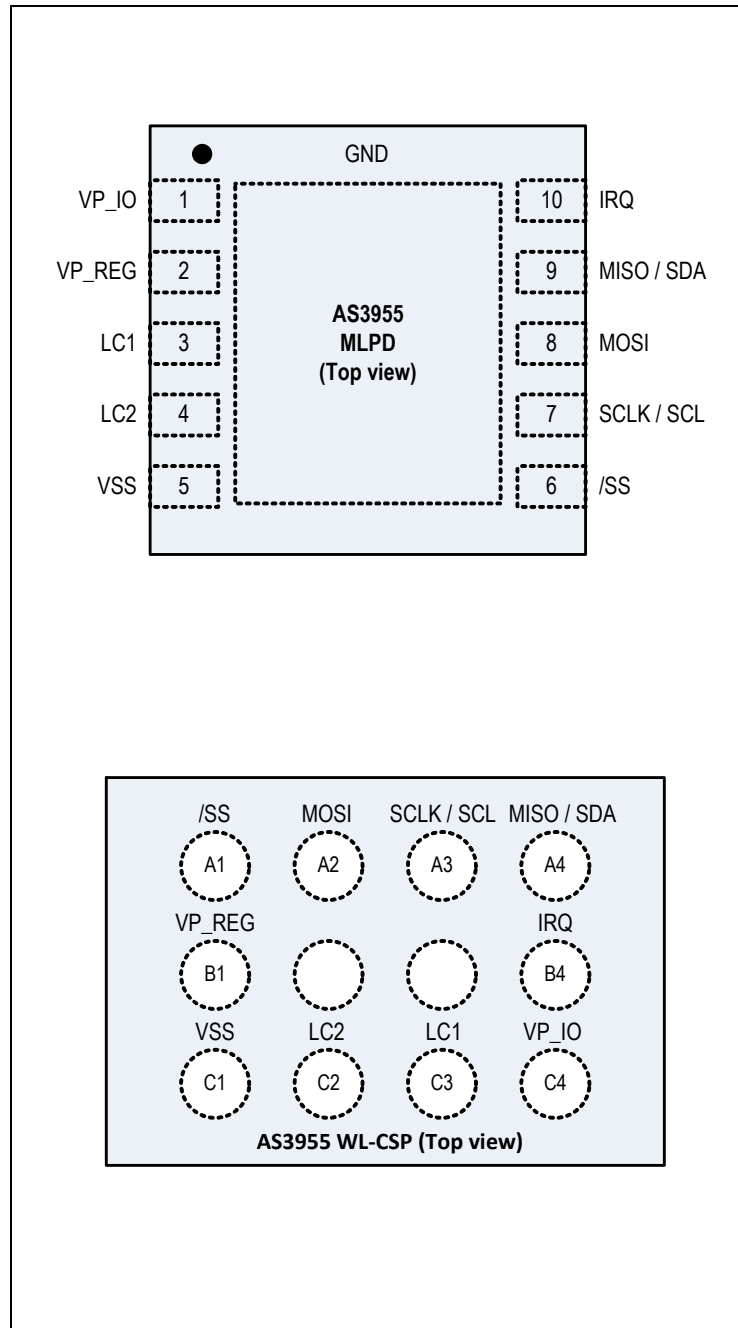 GND
VP_IO 1 10 IRQ
VP_REG 2 9 MISO / SDA
AS3955
MLPD
(Top view)
LC1 3 8 MOSI
LC2 4 7 SCLK / SCL
VSS 5 6 /SS
/SS MOSI SCLK / SCL MISO / SDA
A1 A2 A3 A4
VP_REG IRQ
B1 B4
VSS LC2 LC1 VP_IO
C1 C2 C3 C4
AS3955 WL-CSP (Top view)